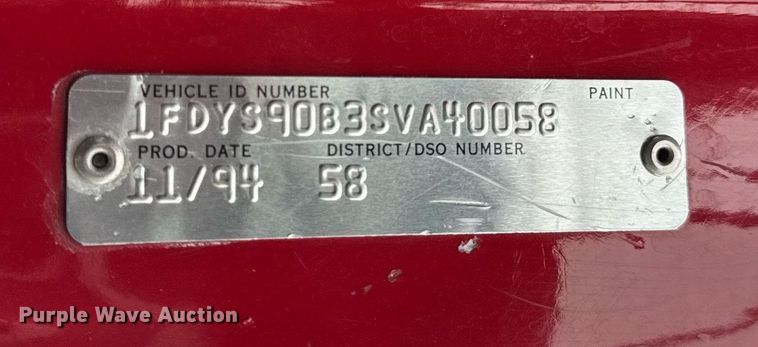 VEHICLE ID NUMBER PAINT
1FDYS90B3SVA40058
PROD. DATE DISTRICT/DSO NUMBER
11/94 58
Purple Wave Auction